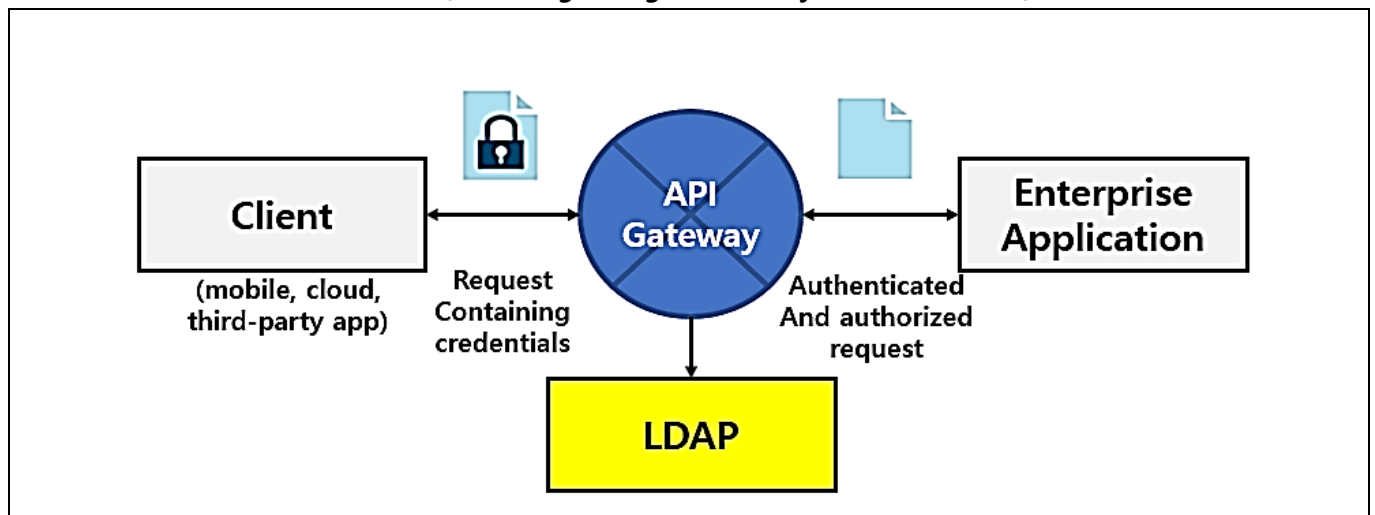 Client
(mobile, cloud,
third-party app)
Request
Containing
credentials
API
Gateway
Authenticated
And authorized
request
Enterprise
Application
LDAP